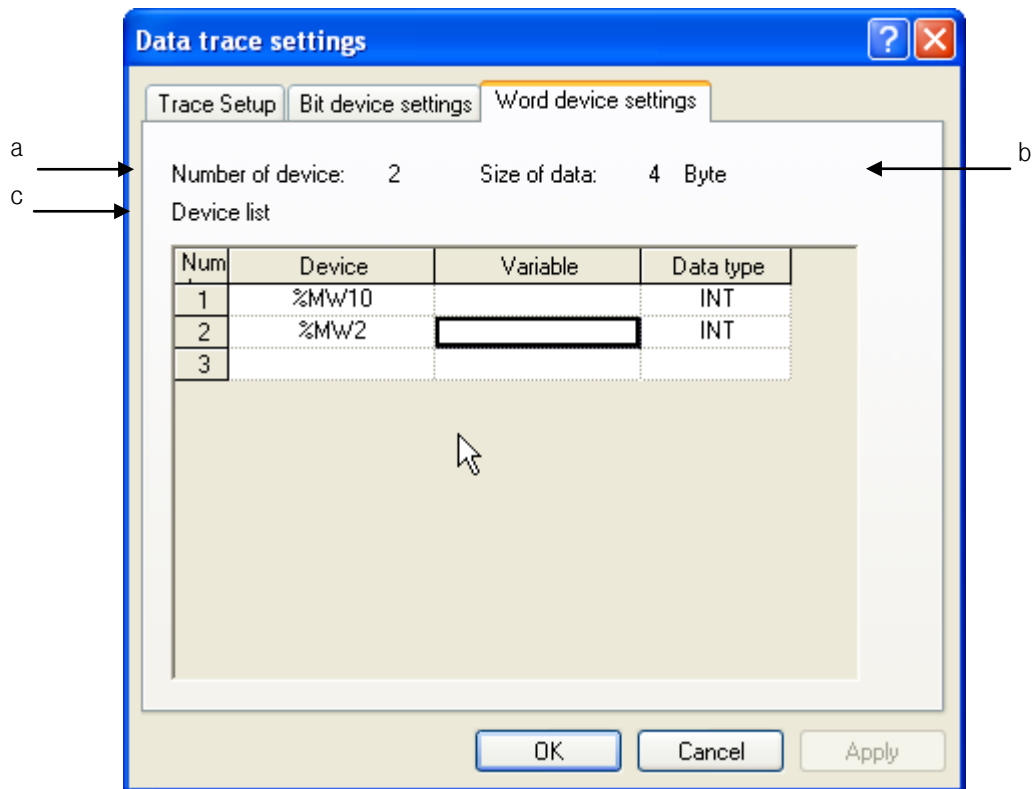 Data trace settings
Trace Setup Bit device settings Word device settings
a
Number of device: 2 Size of data: 4 Byte
b
c
Device list
Num Device Variable Data type
1 %MW10 INT
2 %MW2 INT
3
OK Cancel Apply